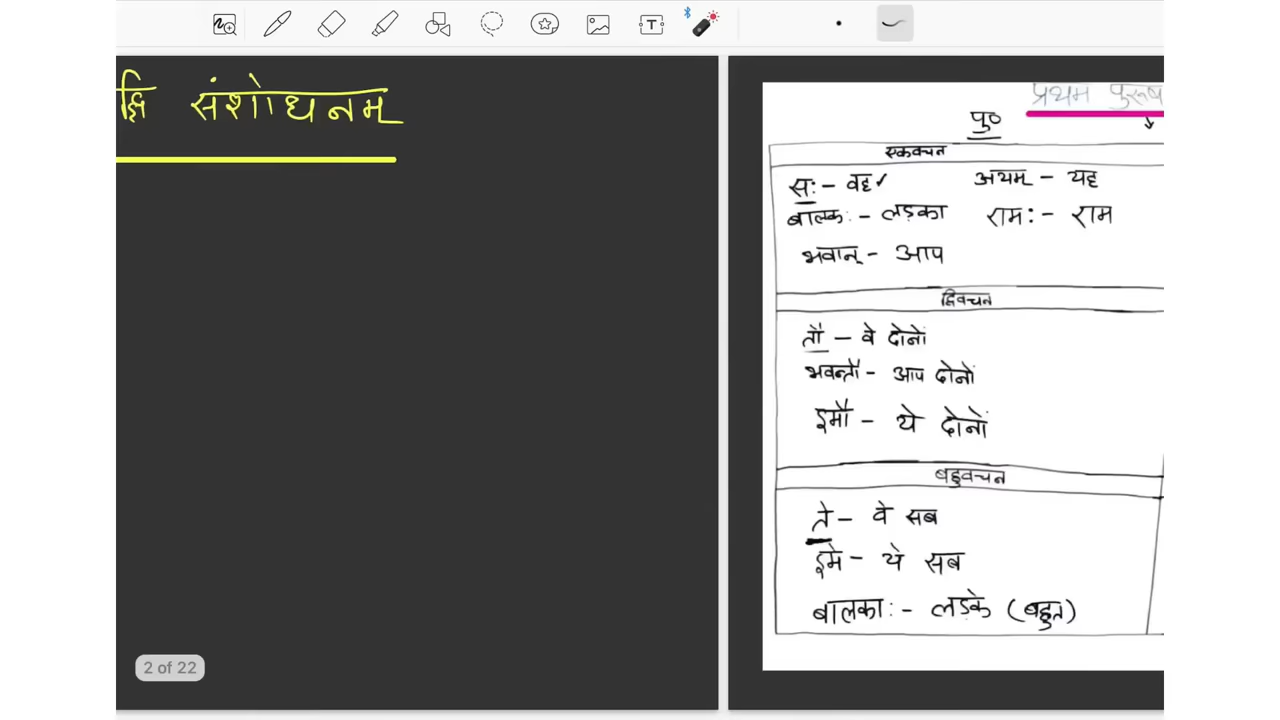 संशोधनम्
प्रथम पुरूष
पु०
एकवचन
सः - वह अयम् - यह
बालकः - लड़का रामः - राम
भवान् - आप
द्विवचन
तौ - वे दोनों
भवन्तौ - आप दोनों
इमौ - ये दोनों
बहुवचन
ते - वे सब
इमे - ये सब
बालकाः - लड़के (बहुत)
2 of 22